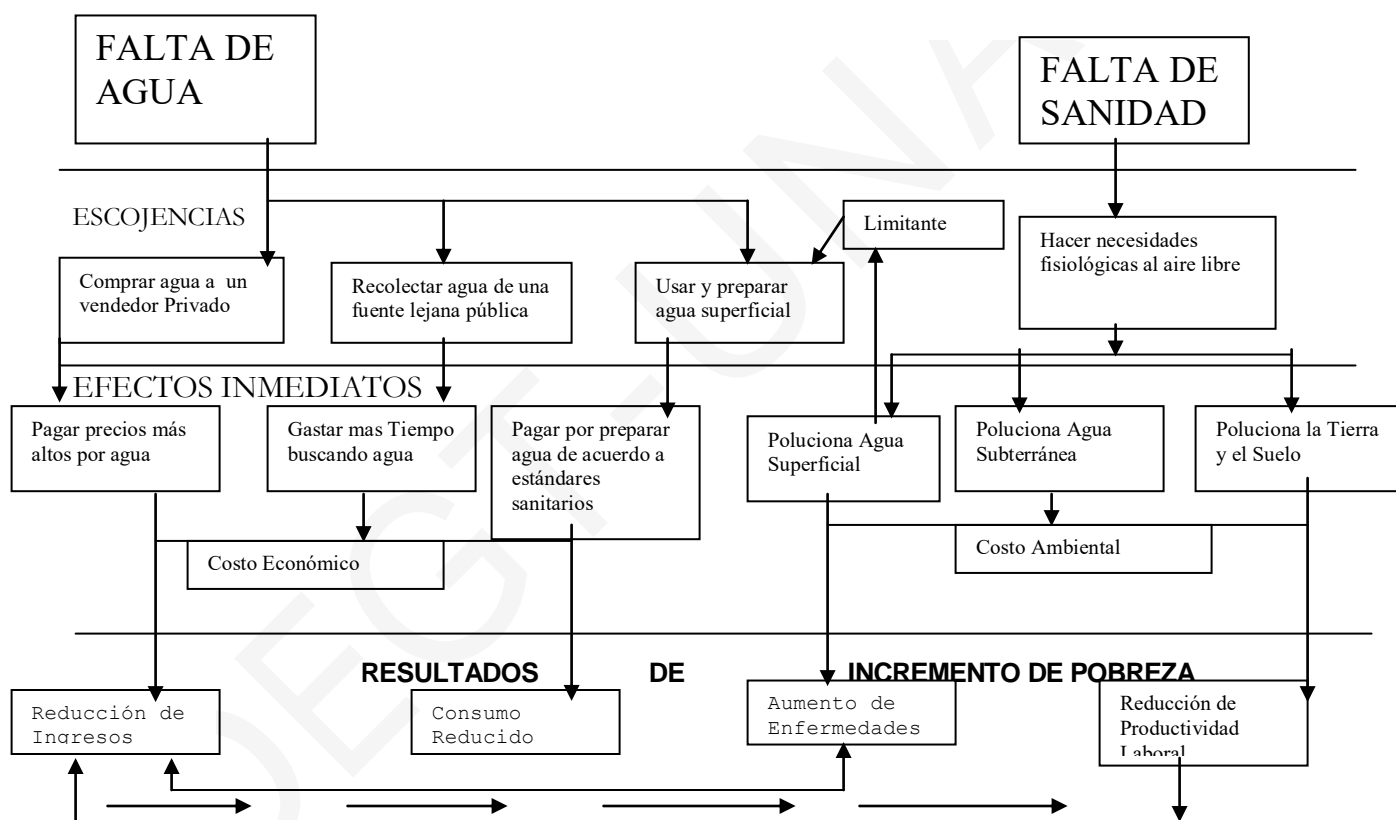 FALTA DE
AGUA
FALTA DE
SANIDAD
ESCOJENCIAS
Limitante
Hacer necesidades
fisiológicas al aire libre
Comprar agua a un
vendedor Privado
Recolectar agua de una
fuente lejana pública
Usar y preparar
agua superficial
EFECTOS INMEDIATOS
Pagar precios más
altos por agua
Gastar mas Tiempo
buscando agua
Pagar por preparar
agua de acuerdo a
estándares
sanitarios
Poluciona Agua
Superficial
Poluciona Agua
Subterránea
Poluciona la Tierra
y el Suelo
Costo Económico
Costo Ambiental
RESULTADOS DE INCREMENTO DE POBREZA
Reducción de
Ingresos
Consumo
Reducido
Aumento de
Enfermedades
Reducción de
Productividad
Laboral